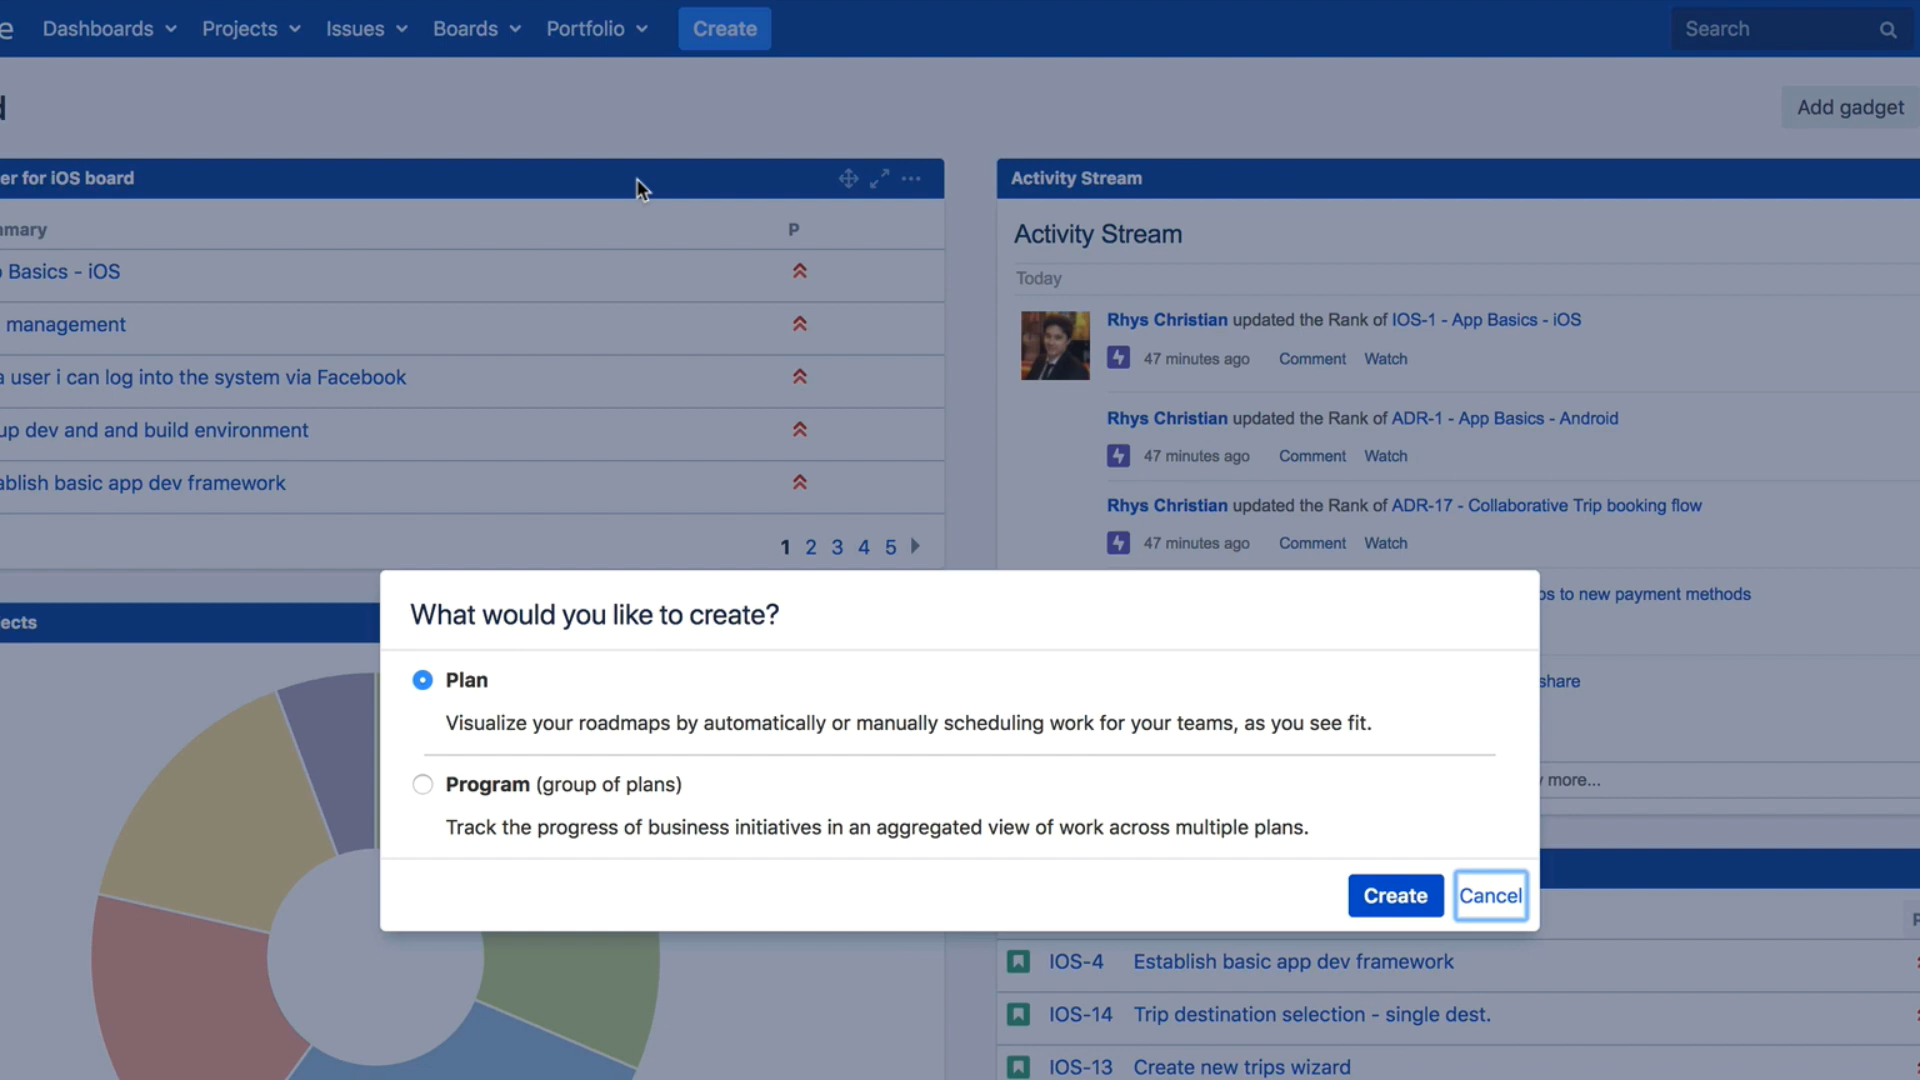 e Dashboards Projects Issues Boards Portfolio Create Search
d Add gadget
er for iOS board
mary P
Basics - iOS
management
a user i can log into the system via Facebook
up dev and and build environment
ablish basic app dev framework
1 2 3 4 5
ects
Activity Stream
Activity Stream
Today
Rhys Christian updated the Rank of IOS-1 - App Basics - iOS
47 minutes ago Comment Watch
Rhys Christian updated the Rank of ADR-1 - App Basics - Android
47 minutes ago Comment Watch
Rhys Christian updated the Rank of ADR-17 - Collaborative Trip booking flow
47 minutes ago Comment Watch
ps to new payment methods
share
more...
What would you like to create?
Plan
Visualize your roadmaps by automatically or manually scheduling work for your teams, as you see fit.
Program (group of plans)
Track the progress of business initiatives in an aggregated view of work across multiple plans.
Create Cancel
P
IOS-4 Establish basic app dev framework
IOS-14 Trip destination selection - single dest.
IOS-13 Create new trips wizard